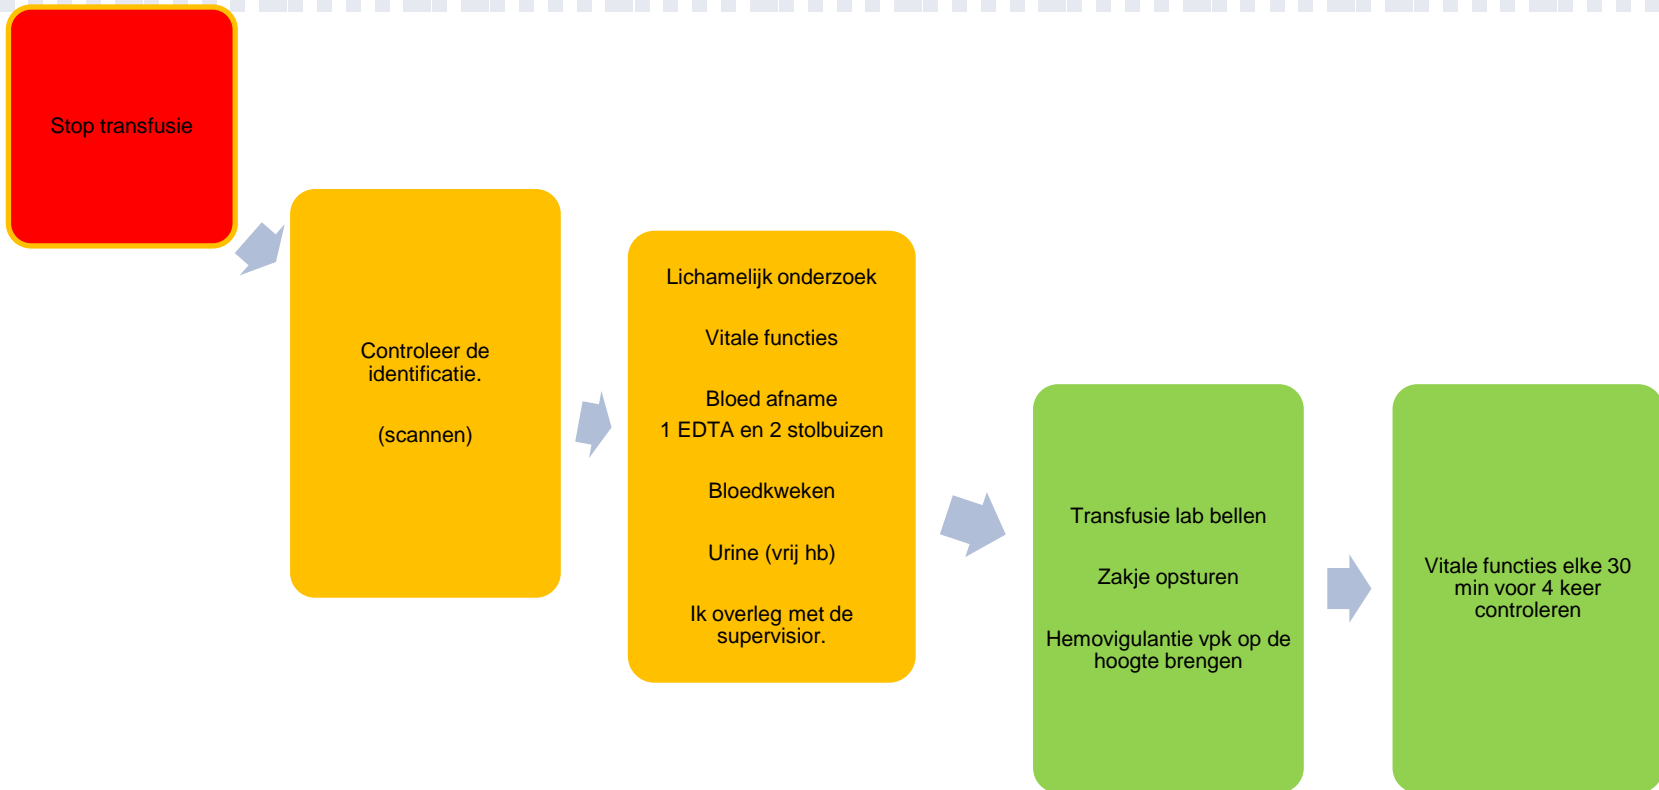 Stop transfusie
Controleer de
identificatie.
(scannen)
Lichamelijk onderzoek
Vitale functies
Bloed afname
1 EDTA en 2 stolbuizen
Bloedkweken
Urine (vrij hb)
Ik overleg met de
supervisior.
Transfusie lab bellen
Zakje opsturen
Hemovigulantie vpk op de
hoogte brengen
Vitale functies elke 30
min voor 4 keer
controleren